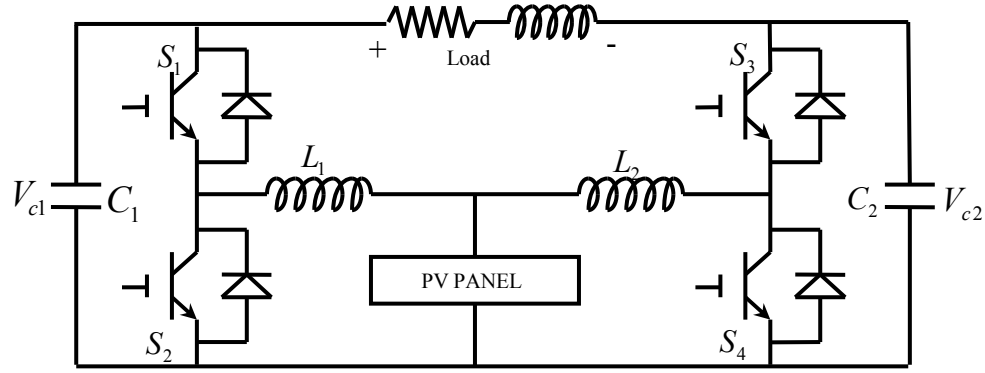 + Load -
S1
S3
L1
L2
Vc1
C1
C2
Vc2
PV PANEL
S2
S4